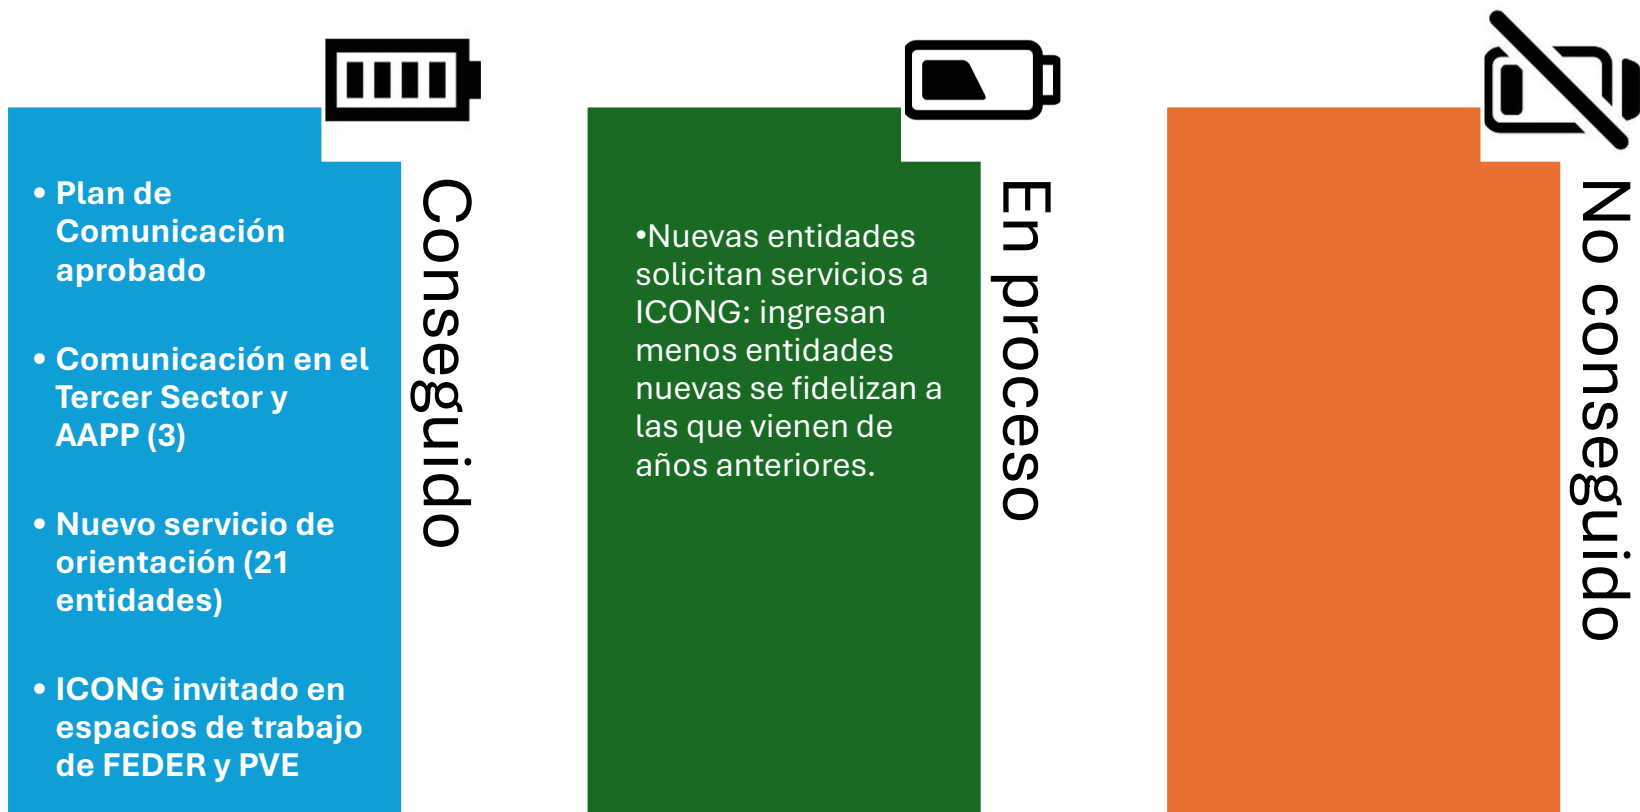 • Plan de
Comunicación
aprobado
• Comunicación en el
Tercer Sector y
AAPP (3)
• Nuevo servicio de
orientación (21
entidades)
• ICONG invitado en
espacios de trabajo
de FEDER y PVE
Conseguido
•Nuevas entidades
solicitan servicios a
ICONG: ingresan
menos entidades
nuevas se fidelizan a
las que vienen de
años anteriores.
En proceso
No conseguido